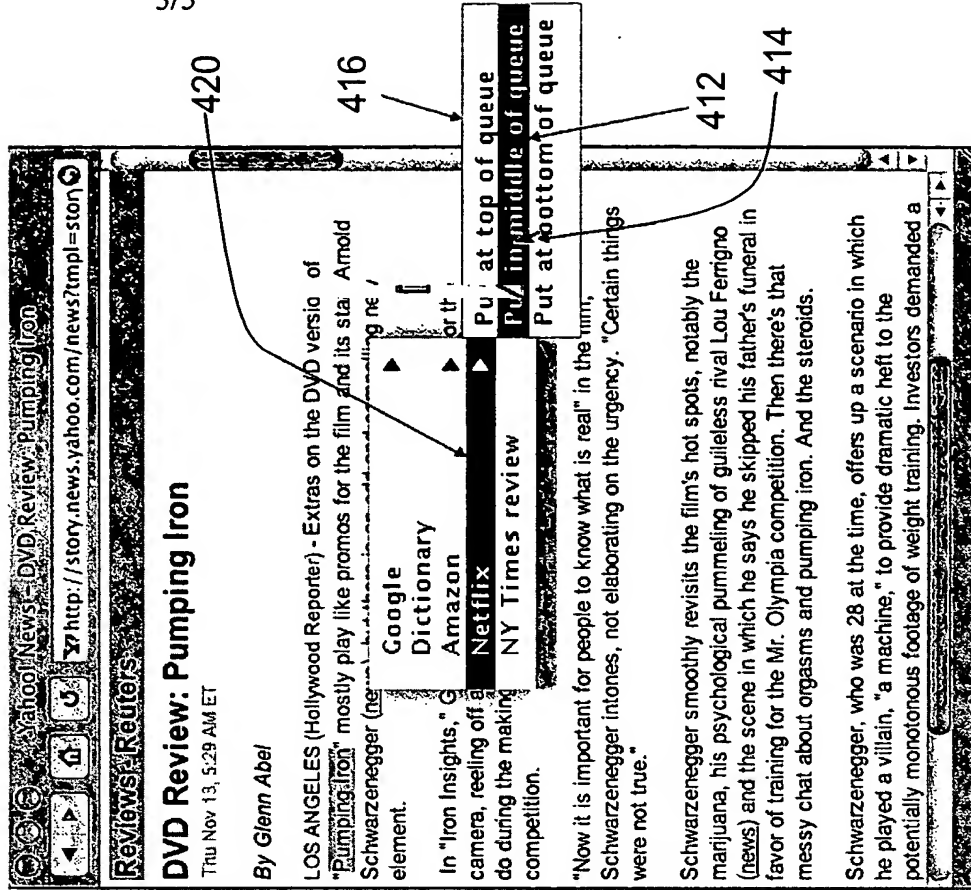 5/5
Yahoo! News! - DVD Review: Pumping Iron
http://story.news.yahoo.com/news?tmpl=story
Reviews - Reuters
DVD Review: Pumping Iron
Thu Nov 13, 5:29 AM ET
By Glenn Abel
LOS ANGELES (Hollywood Reporter) - Extras on the DVD versio of
"Pumping Iron" mostly play like promos for the film and its sta Arnold
Schwarzenegger
element.
In "Iron Insights,"
camera, reeling off
do during the making
competition.
Google
Dictionary
Amazon
Netflix
NY Times review
Put at top of queue
Put in middle of queue
Put at bottom of queue
420
416
412
414
"Now it is important for people to know what is real" in the film,
Schwarzenegger intones, not elaborating on the urgency. "Certain things
were not true."
Schwarzenegger smoothly revisits the film's hot spots, notably the
marijuana, his psychological pummeling of guileless rival Lou Ferrigno
(news) and the scene in which he says he skipped his father's funeral in
favor of training for the Mr. Olympia competition. Then there's that
messy chat about orgasms and pumping iron. And the steroids.
Schwarzenegger, who was 28 at the time, offers up a scenario in which
he played a villain, "a machine," to provide dramatic heft to the
potentially monotonous footage of weight training. Investors demanded a